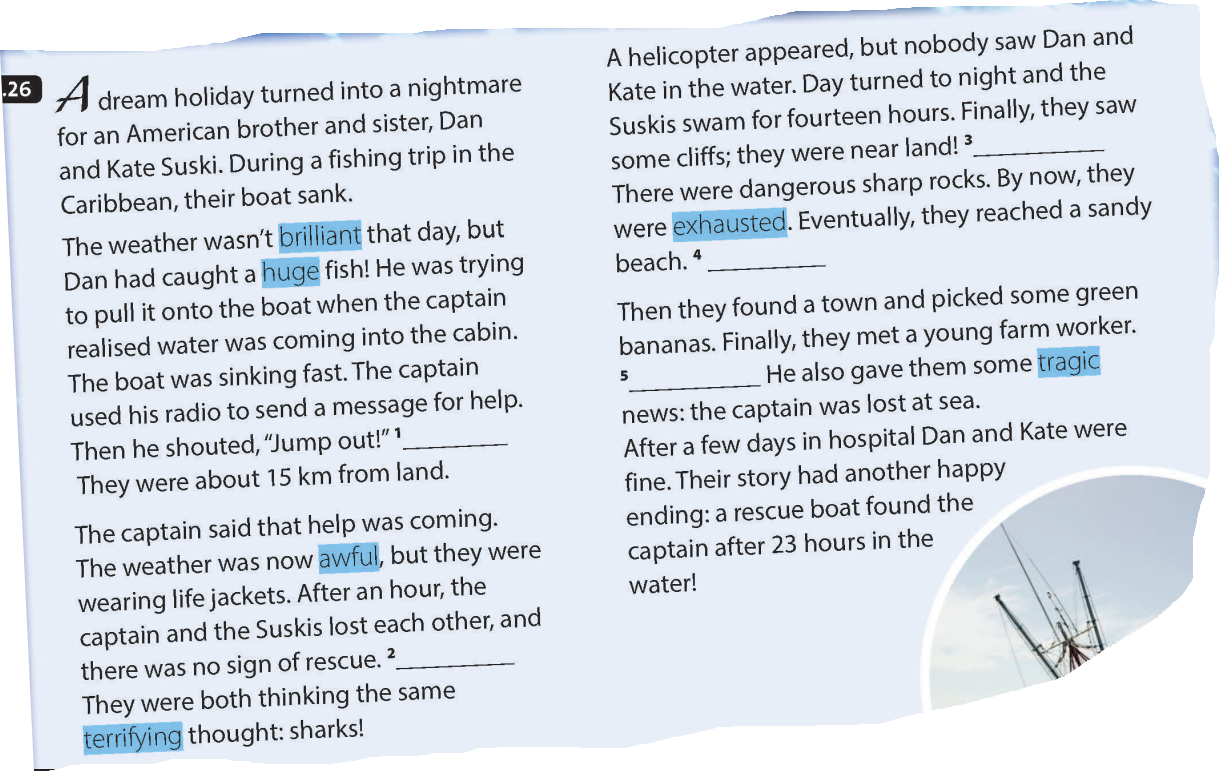 .26
A dream holiday turned into a nightmare
for an American brother and sister, Dan
and Kate Suski. During a fishing trip in the
Caribbean, their boat sank.
The weather wasn't brilliant that day, but
Dan had caught a huge fish! He was trying
to pull it onto the boat when the captain
realised water was coming into the cabin.
The boat was sinking fast. The captain
used his radio to send a message for help.
Then he shouted, "Jump out!" 1__________
They were about 15 km from land.
The captain said that help was coming.
The weather was now awful, but they were
wearing life jackets. After an hour, the
captain and the Suskis lost each other, and
there was no sign of rescue. 2__________
They were both thinking the same
terrifying thought: sharks!
A helicopter appeared, but nobody saw Dan and
Kate in the water. Day turned to night and the
Suskis swam for fourteen hours. Finally, they saw
some cliffs; they were near land! 3__________
There were dangerous sharp rocks. By now, they
were exhausted. Eventually, they reached a sandy
beach. 4__________
Then they found a town and picked some green
bananas. Finally, they met a young farm worker.
5__________ He also gave them some tragic
news: the captain was lost at sea.
After a few days in hospital Dan and Kate were
fine. Their story had another happy
ending: a rescue boat found the
captain after 23 hours in the
water!